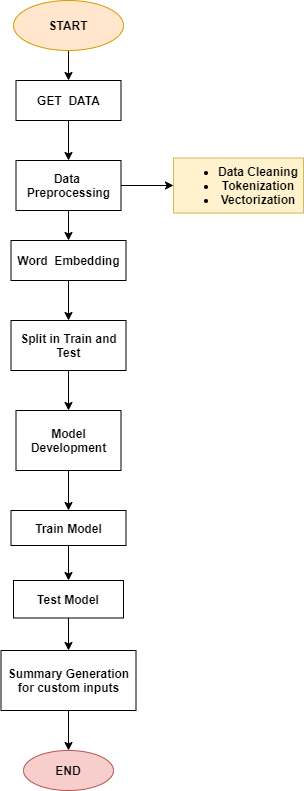 START
GET DATA
Data
Preprocessing
• Data Cleaning
• Tokenization
• Vectorization
Word Embedding
Split in Train and
Test
Model
Development
Train Model
Test Model
Summary Generation
for custom inputs
END